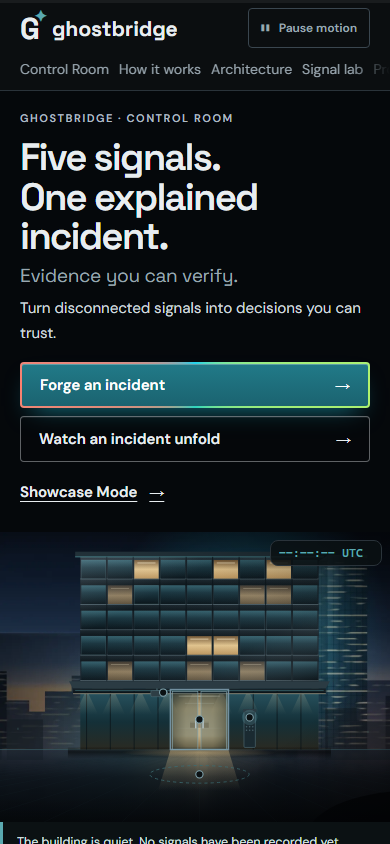 G ghostbridge
Pause motion
Control Room How it works Architecture Signal lab Pr
GHOSTBRIDGE · CONTROL ROOM
Five signals.
One explained
incident.
Evidence you can verify.
Turn disconnected signals into decisions you can
trust.
Forge an incident →
Watch an incident unfold →
Showcase Mode →
--:--:-- UTC
The building is quiet. No signals have been recorded yet.